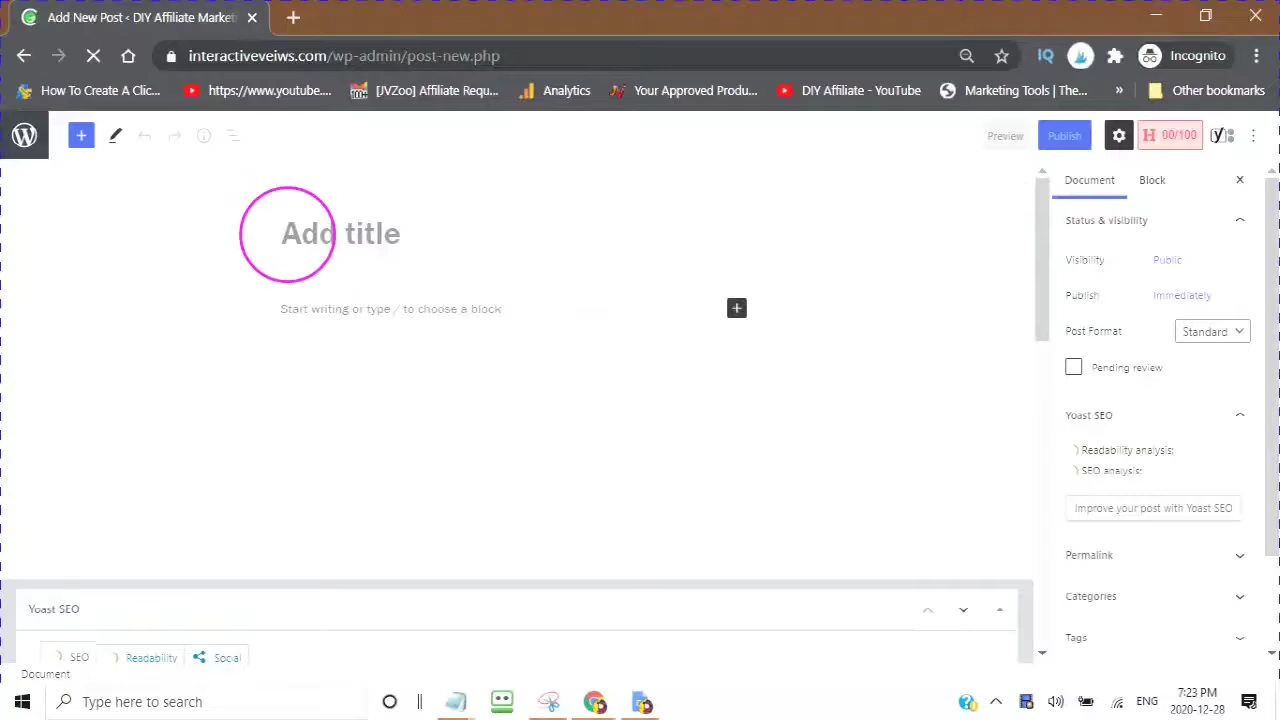 Add New Post < DIY Affiliate Market
interactiveveiws.com/wp-admin/post-new.php
Incognito
How To Create A Clic...
https://www.youtube....
[JVZoo] Affiliate Requ...
Analytics
Your Approved Produ...
DIY Affiliate - YouTube
Marketing Tools | The...
»
Other bookmarks
Preview
Publish
H 00/100
Document
Block
Add title
Start writing or type / to choose a block
Status & visibility
Visibility
Public
Publish
Immediately
Post Format
Standard
Pending review
Yoast SEO
Readability analysis:
SEO analysis:
Improve your post with Yoast SEO
Permalink
Categories
Tags
Yoast SEO
SEO
Readability
Social
Document
Type here to search
ENG
7:23 PM
2020-12-28